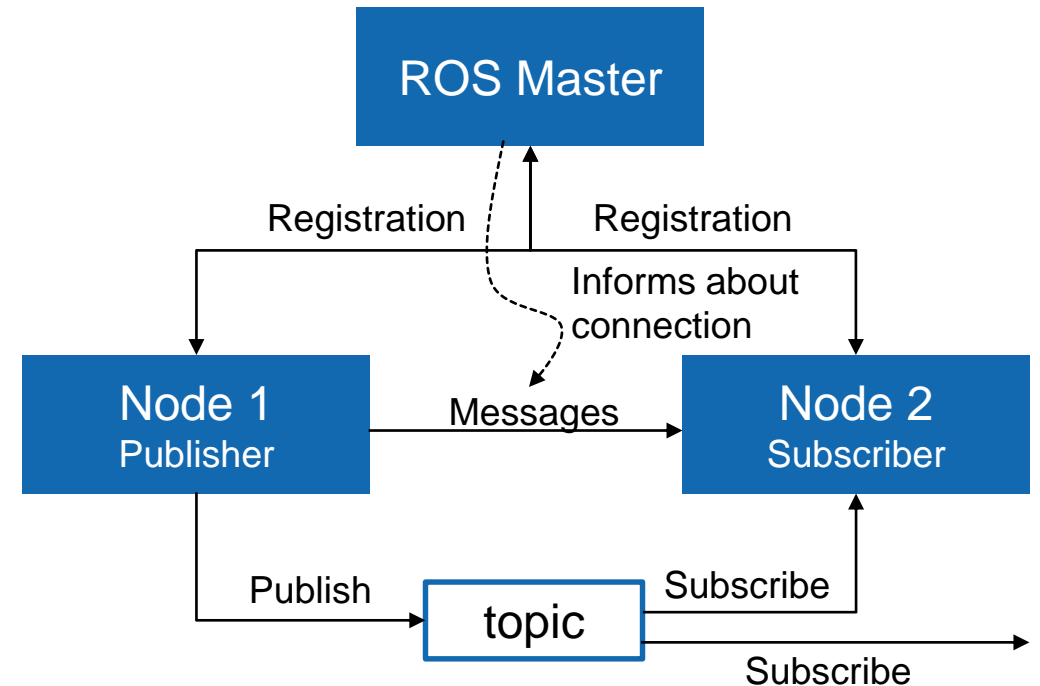 ROS Master
Registration
Registration
Informs about
connection
Node 1
Publisher
Messages
Node 2
Subscriber
Publish
topic
Subscribe
Subscribe